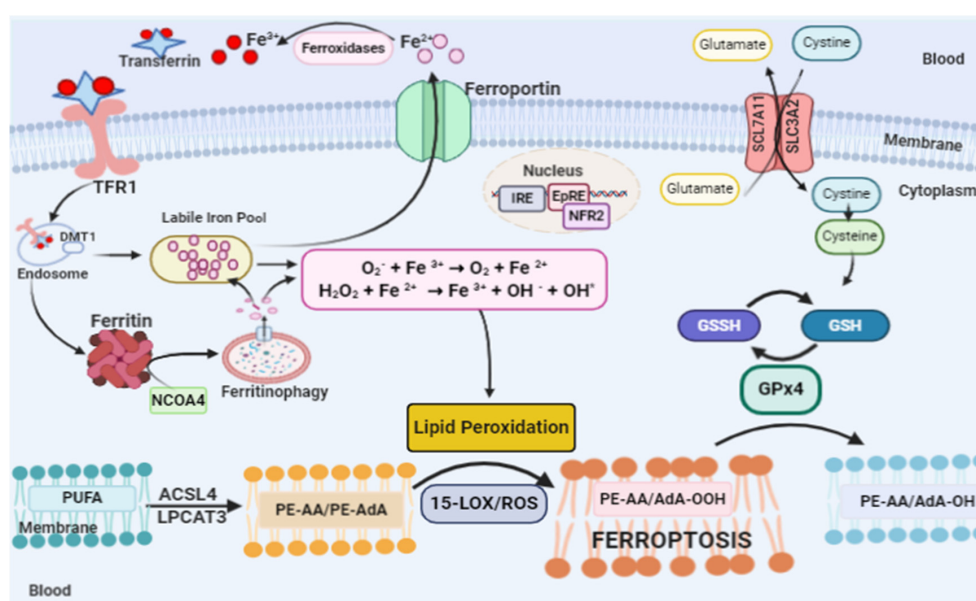 Transferrin
Fe³⁺
Ferroxidases
Fe²⁺
Glutamate
Cystine
Blood
Ferroportin
SCL7A11
SLC3A2
Membrane
TFR1
Nucleus
IRE
EpRE
NFR2
Glutamate
Cystine
Cytoplasm
Cysteine
DMT1
Endosome
Labile Iron Pool
O₂⁻ + Fe ³⁺ → O₂ + Fe ²⁺
H₂O₂ + Fe ²⁺ → Fe ³⁺ + OH ⁻ + OH*
GSSH
GSH
GPx4
Ferritin
NCOA4
Ferritinophagy
Lipid Peroxidation
PUFA
Membrane
ACSL4
LPCAT3
PE-AA/PE-AdA
15-LOX/ROS
PE-AA/AdA-OOH
FERROPTOSIS
PE-AA/AdA-OH
Blood